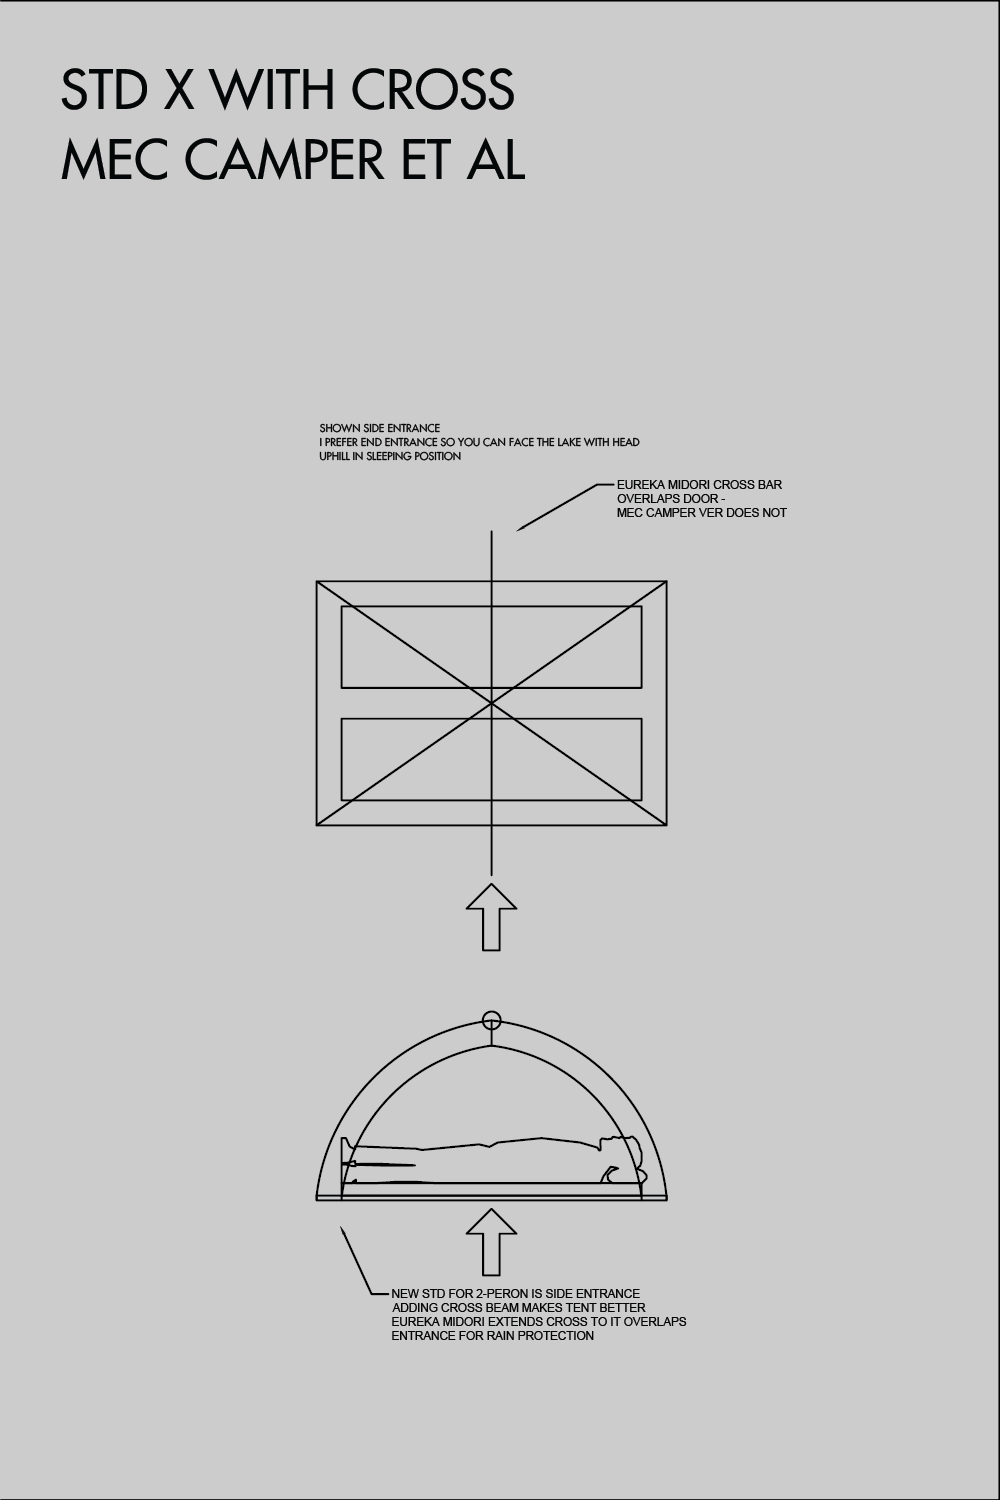 STD X WITH CROSS
MEC CAMPER ET AL
SHOWN SIDE ENTRANCE
I PREFER END ENTRANCE SO YOU CAN FACE THE LAKE WITH HEAD
UPHILL IN SLEEPING POSITION
EUREKA MIDORI CROSS BAR
OVERLAPS DOOR -
MEC CAMPER VER DOES NOT
NEW STD FOR 2-PERON IS SIDE ENTRANCE
ADDING CROSS BEAM MAKES TENT BETTER
EUREKA MIDORI EXTENDS CROSS TO IT OVERLAPS
ENTRANCE FOR RAIN PROTECTION